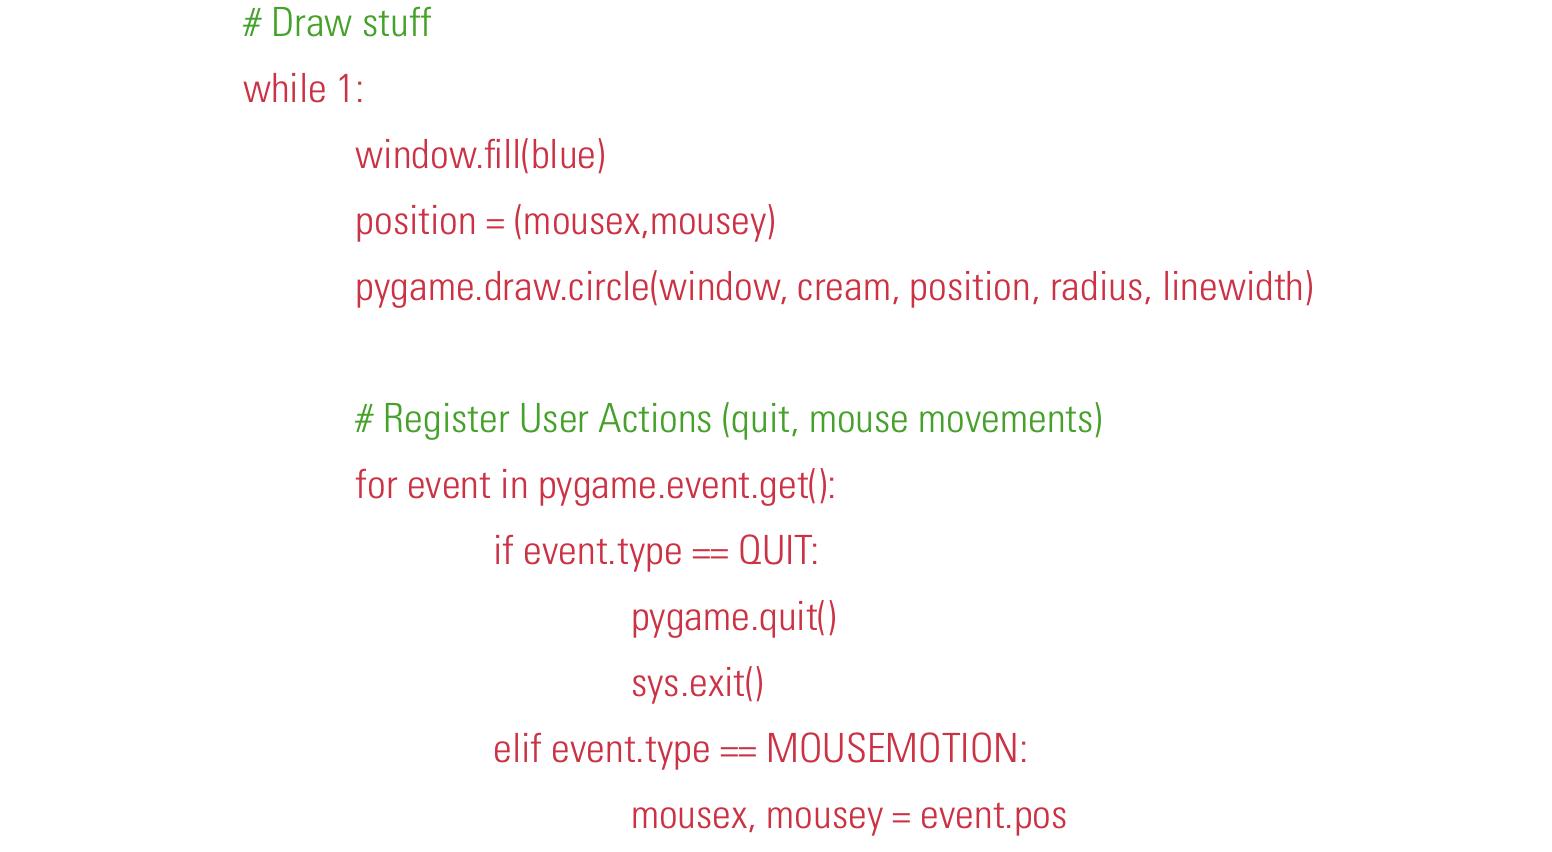 # Draw stuff
while 1:
window.fill(blue)
position = (mousex,mousey)
pygame.draw.circle(window, cream, position, radius, linewidth)
# Register User Actions (quit, mouse movements)
for event in pygame.event.get():
if event.type == QUIT:
pygame.quit()
sys.exit()
elif event.type == MOUSEMOTION:
mousex, mousey = event.pos